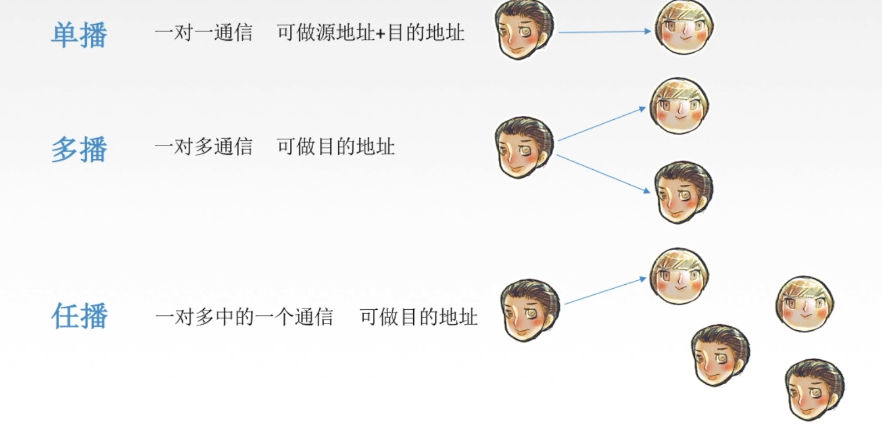 单播 一对一通信 可做源地址+目的地址
多播 一对多通信 可做目的地址
任播 一对多中的一个通信 可做目的地址